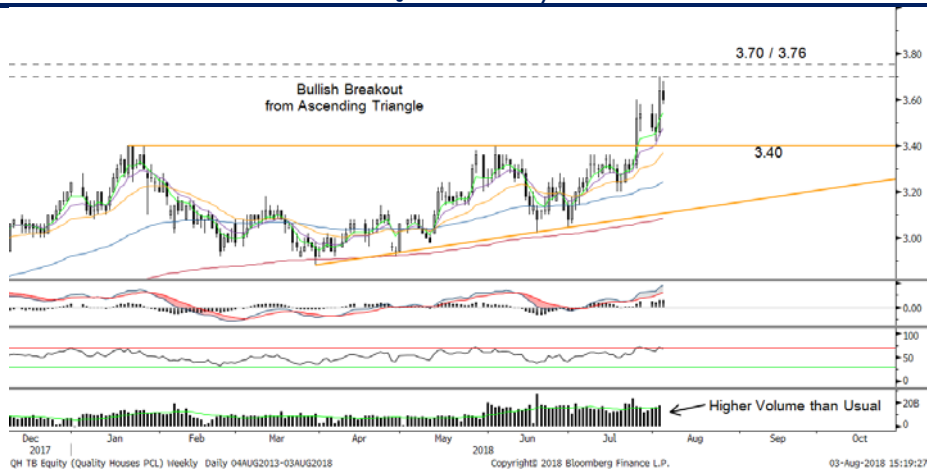 3.70 / 3.76
3.80
Bullish Breakout
from Ascending Triangle
3.60
3.40
3.40
3.20
3.00
0.00
100
50
0
20B
Higher Volume than Usual
0
Dec Jan Feb Mar Apr May Jun Jul Aug Sep Oct
2017 2018
QH TB Equity (Quality Houses PCL) Weekly Daily 04AUG2013-03AUG2018 Copyright© 2018 Bloomberg Finance L.P. 03-Aug-2018 15:19:27